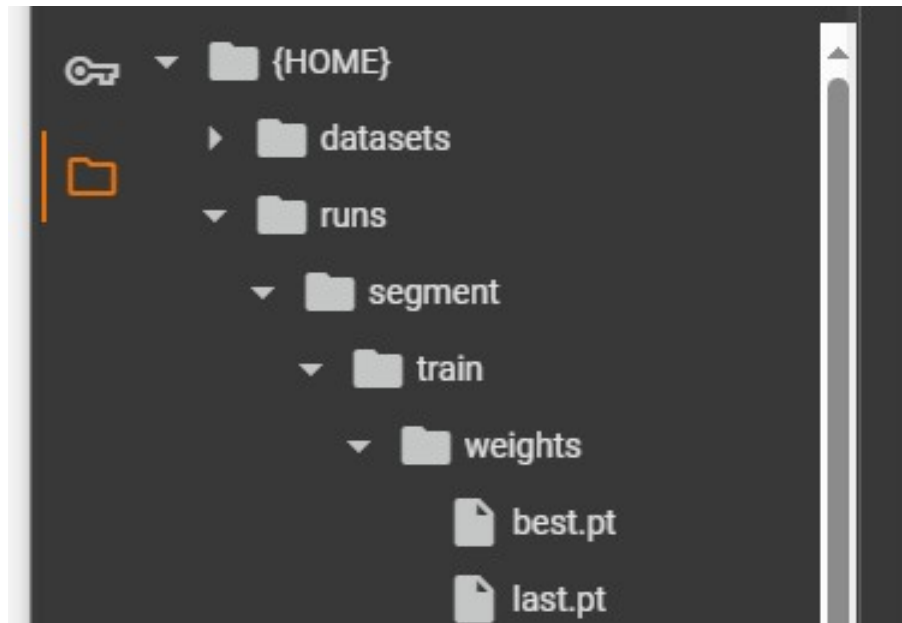 {HOME}
datasets
runs
segment
train
weights
best.pt
last.pt